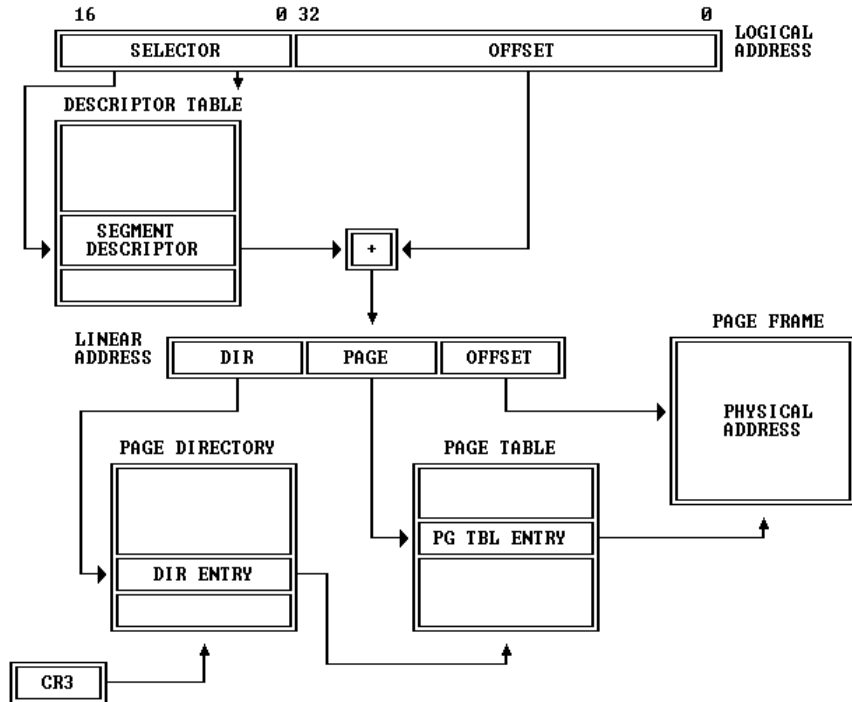 16 0 32 0
SELECTOR OFFSET
LOGICAL
ADDRESS
DESCRIPTOR TABLE
SEGMENT
DESCRIPTOR
+
PAGE FRAME
LINEAR
ADDRESS
DIR PAGE OFFSET
PHYSICAL
ADDRESS
PAGE DIRECTORY PAGE TABLE
PG TBL ENTRY
DIR ENTRY
CR3